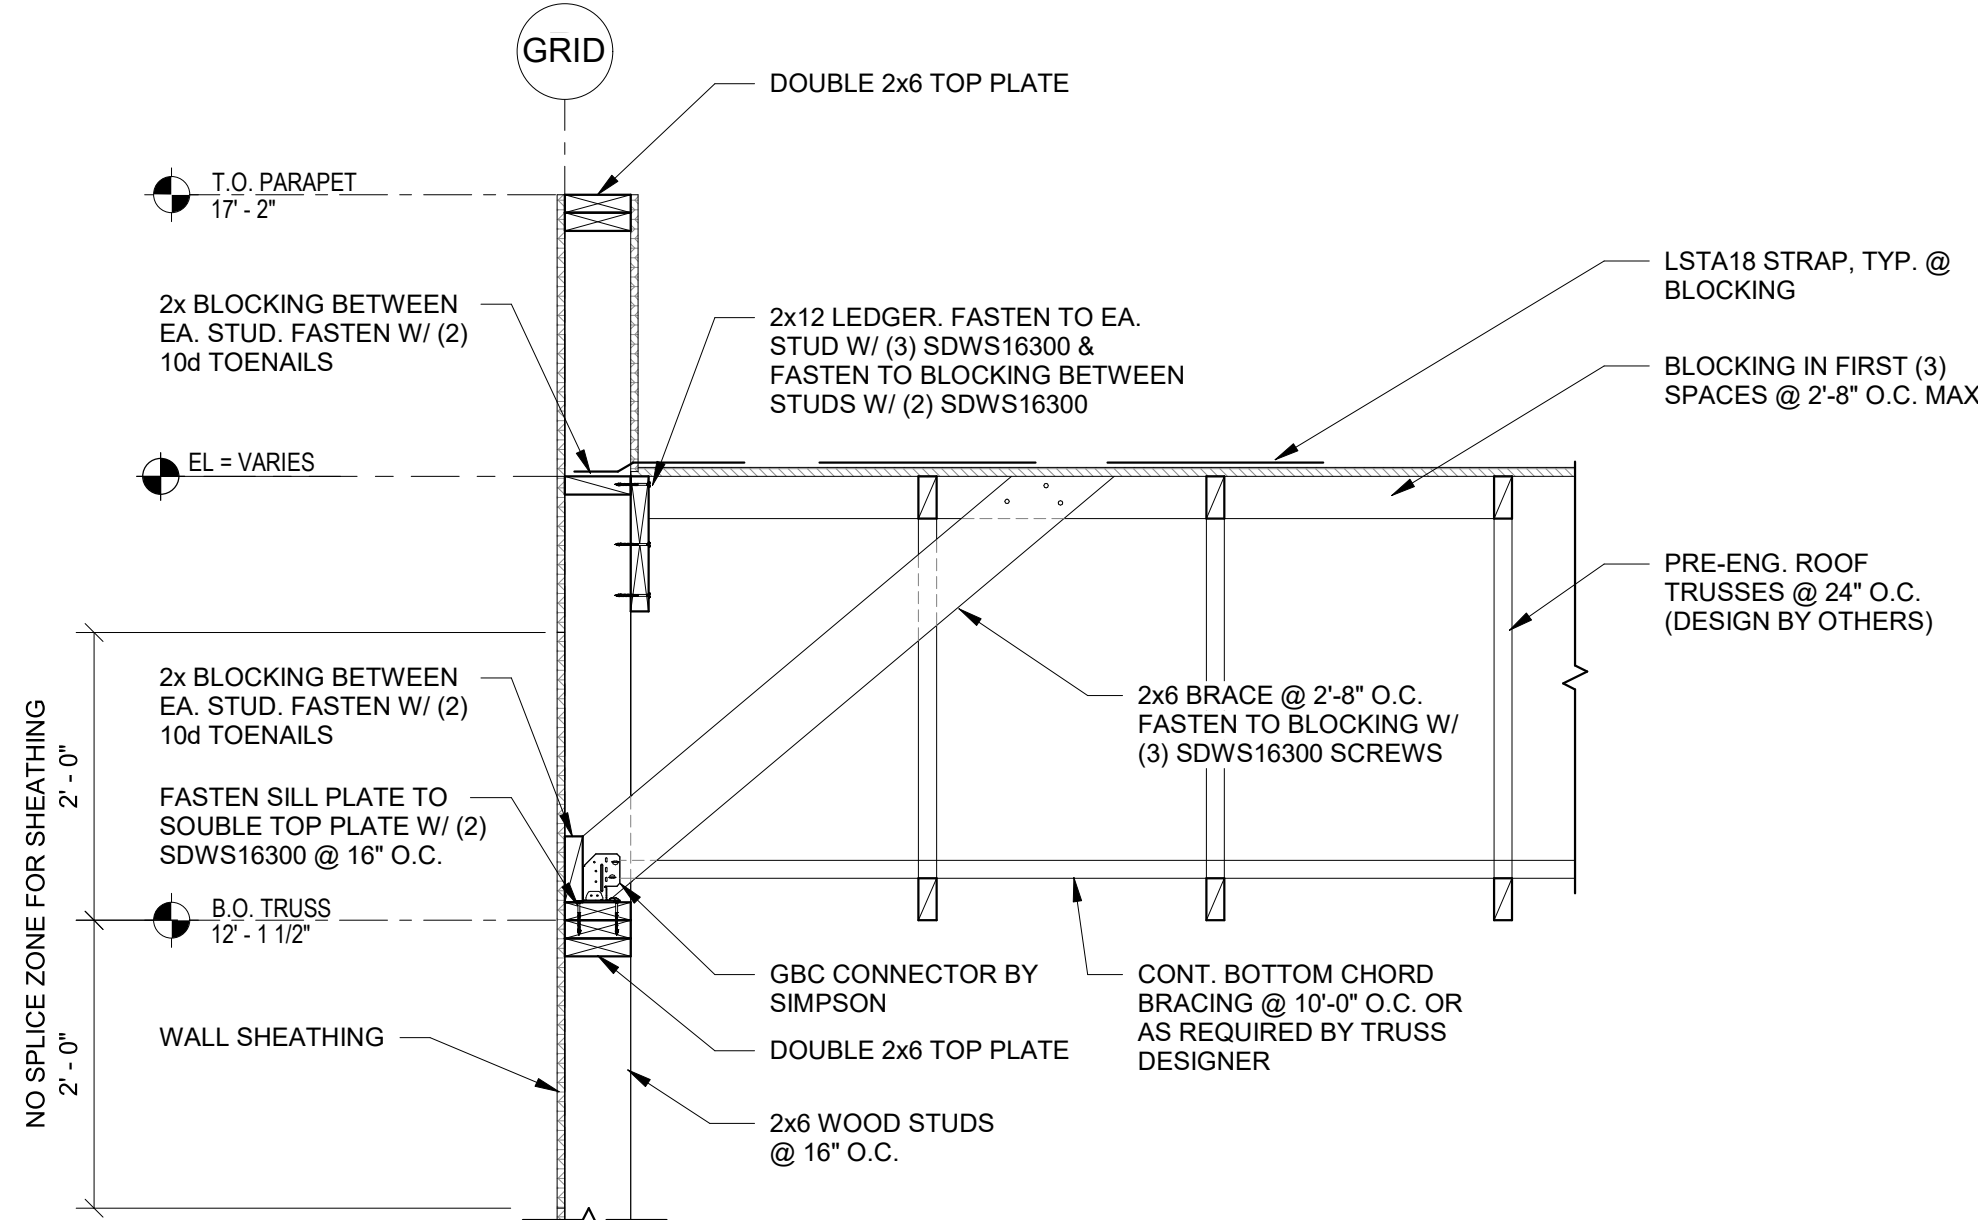 GRID
DOUBLE 2x6 TOP PLATE
T.O. PARAPET
17' - 2"
2x BLOCKING BETWEEN
EA. STUD. FASTEN W/ (2)
10d TOENAILS
2x12 LEDGER. FASTEN TO EA.
STUD W/ (3) SDWS16300 &
FASTEN TO BLOCKING BETWEEN
STUDS W/ (2) SDWS16300
LSTA18 STRAP, TYP. @
BLOCKING
BLOCKING IN FIRST (3)
SPACES @ 2'-8" O.C. MAX
EL = VARIES
PRE-ENG. ROOF
TRUSSES @ 24" O.C.
(DESIGN BY OTHERS)
2x BLOCKING BETWEEN
EA. STUD. FASTEN W/ (2)
10d TOENAILS
2x6 BRACE @ 2'-8" O.C.
FASTEN TO BLOCKING W/
(3) SDWS16300 SCREWS
FASTEN SILL PLATE TO
SOUBLE TOP PLATE W/ (2)
SDWS16300 @ 16" O.C.
NO SPLICE ZONE FOR SHEATHING
2' - 0"
2' - 0"
B.O. TRUSS
12' - 1 1/2"
GBC CONNECTOR BY
SIMPSON
CONT. BOTTOM CHORD
BRACING @ 10'-0" O.C. OR
AS REQUIRED BY TRUSS
DESIGNER
WALL SHEATHING
DOUBLE 2x6 TOP PLATE
2x6 WOOD STUDS
@ 16" O.C.